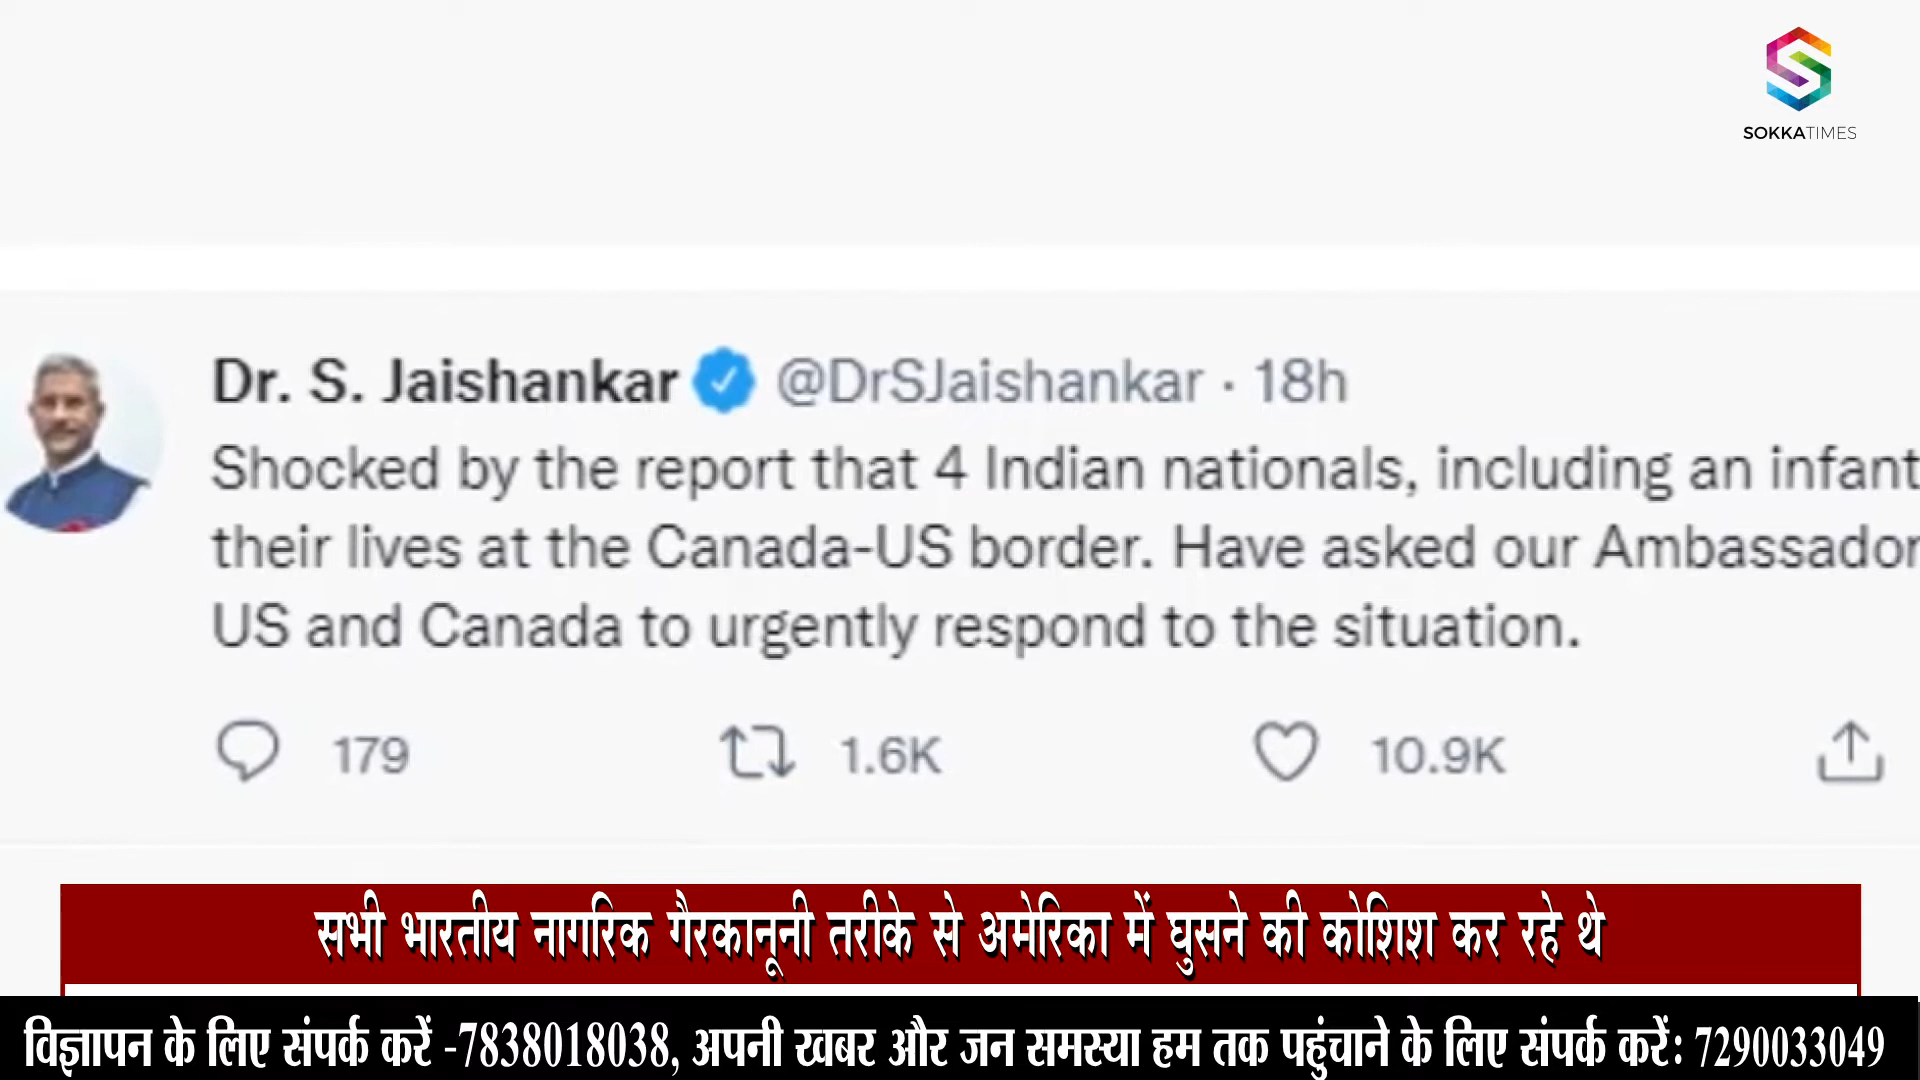 SOKKATIMES
Dr. S. Jaishankar @DrSJaishankar · 18h
Shocked by the report that 4 Indian nationals, including an infant
their lives at the Canada-US border. Have asked our Ambassador
US and Canada to urgently respond to the situation.
179 1.6K 10.9K
सभी भारतीय नागरिक गैरकानूनी तरीके से अमेरिका में घुसने की कोशिश कर रहे थे
विज्ञापन के लिए संपर्क करें -7838018038, अपनी खबर और जन समस्या हम तक पहुंचाने के लिए संपर्क करें: 7290033049